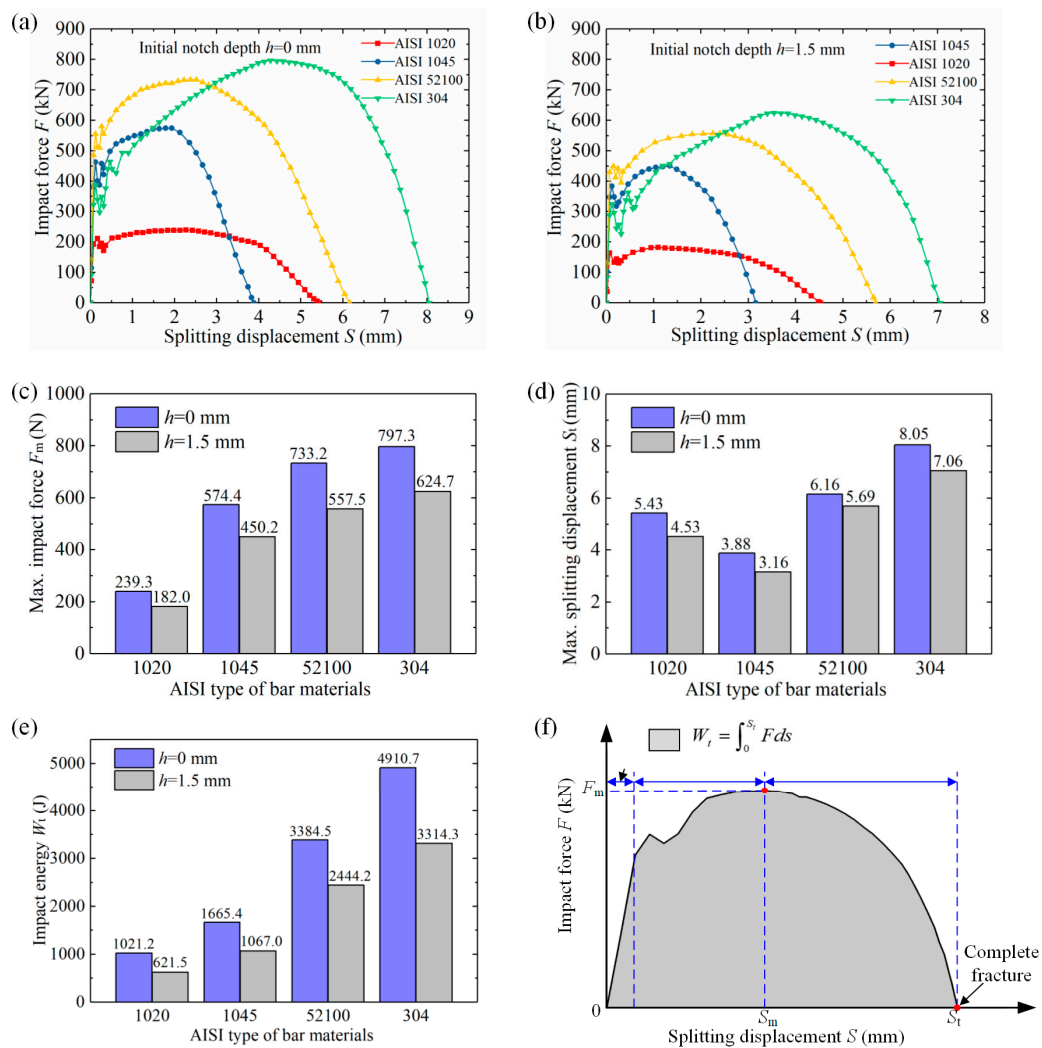 (a)
Initial notch depth h=0 mm
AISI 1020
AISI 1045
AISI 52100
AISI 304
Impact force F (kN)
900
800
700
600
500
400
300
200
100
0
0 1 2 3 4 5 6 7 8 9
Splitting displacement S (mm)
(b)
Initial notch depth h=1.5 mm
AISI 1045
AISI 1020
AISI 52100
AISI 304
Impact force F (kN)
900
800
700
600
500
400
300
200
100
0
0 1 2 3 4 5 6 7 8
Splitting displacement S (mm)
(c)
h=0 mm
h=1.5 mm
Max. impact force Fm (N)
1000
800
600
400
200
0
239.3
182.0
574.4
450.2
733.2
557.5
797.3
624.7
1020 1045 52100 304
AISI type of bar materials
(d)
h=0 mm
h=1.5 mm
Max. splitting displacement St (mm)
10
8
6
4
2
0
5.43
4.53
3.88
3.16
6.16
5.69
8.05
7.06
1020 1045 52100 304
AISI type of bar materials
(e)
h=0 mm
h=1.5 mm
Impact energy Wt (J)
5000
4000
3000
2000
1000
0
1021.2
621.5
1665.4
1067.0
3384.5
2444.2
4910.7
3314.3
1020 1045 52100 304
AISI type of bar materials
(f)
Wt = ∫0St Fds
Fm
Impact force F (kN)
0
Complete
fracture
Sm
St
Splitting displacement S (mm)